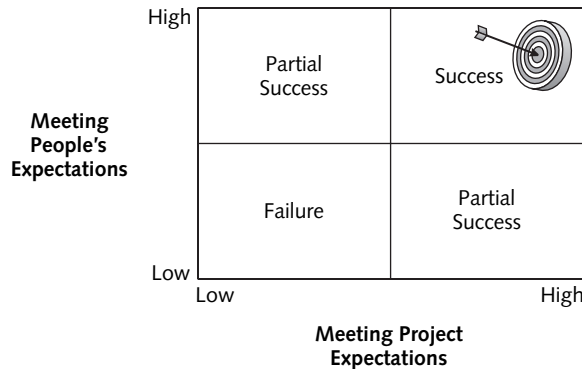 High
Partial
Success
Success
Meeting
People's
Expectations
Failure
Partial
Success
Low
Low
High
Meeting Project
Expectations